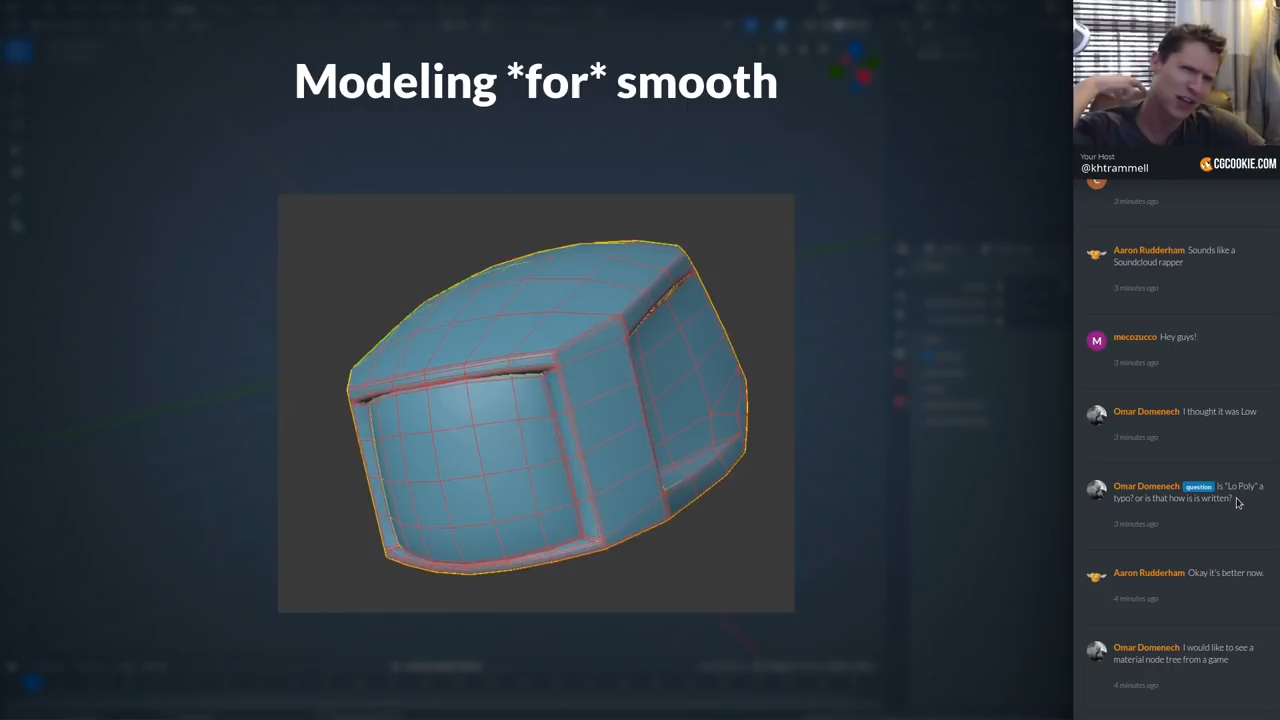 Modeling *for* smooth
Your Host
@khtrammell
CGCOOKIE.COM
C
3 minutes ago
Aaron Rudderham Sounds like a
Soundcloud rapper
3 minutes ago
M
mecozucco Hey guys!
3 minutes ago
Omar Domenech I thought it was Low
3 minutes ago
Omar Domenech question Is "Lo Poly" a
typo? or is that how is is written?
3 minutes ago
Aaron Rudderham Okay it's better now.
4 minutes ago
Omar Domenech I would like to see a
material node tree from a game
4 minutes ago